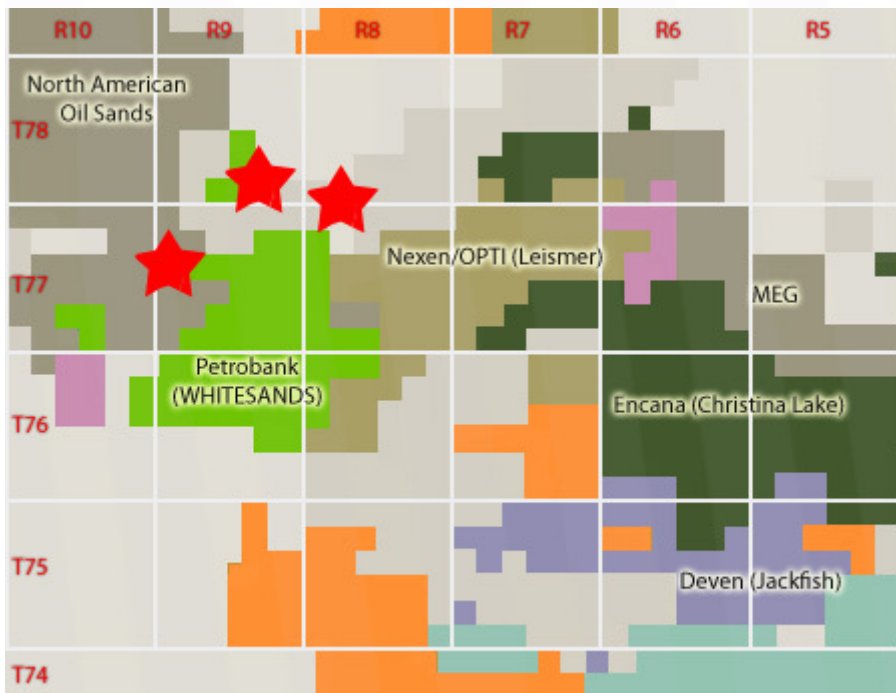 R10 R9 R8 R7 R6 R5
North American
Oil Sands
T78
Nexen/OPTI (Leismer)
T77
MEG
Petrobank
(WHITESANDS)
Encana (Christina Lake)
T76
T75
Deven (Jackfish)
T74